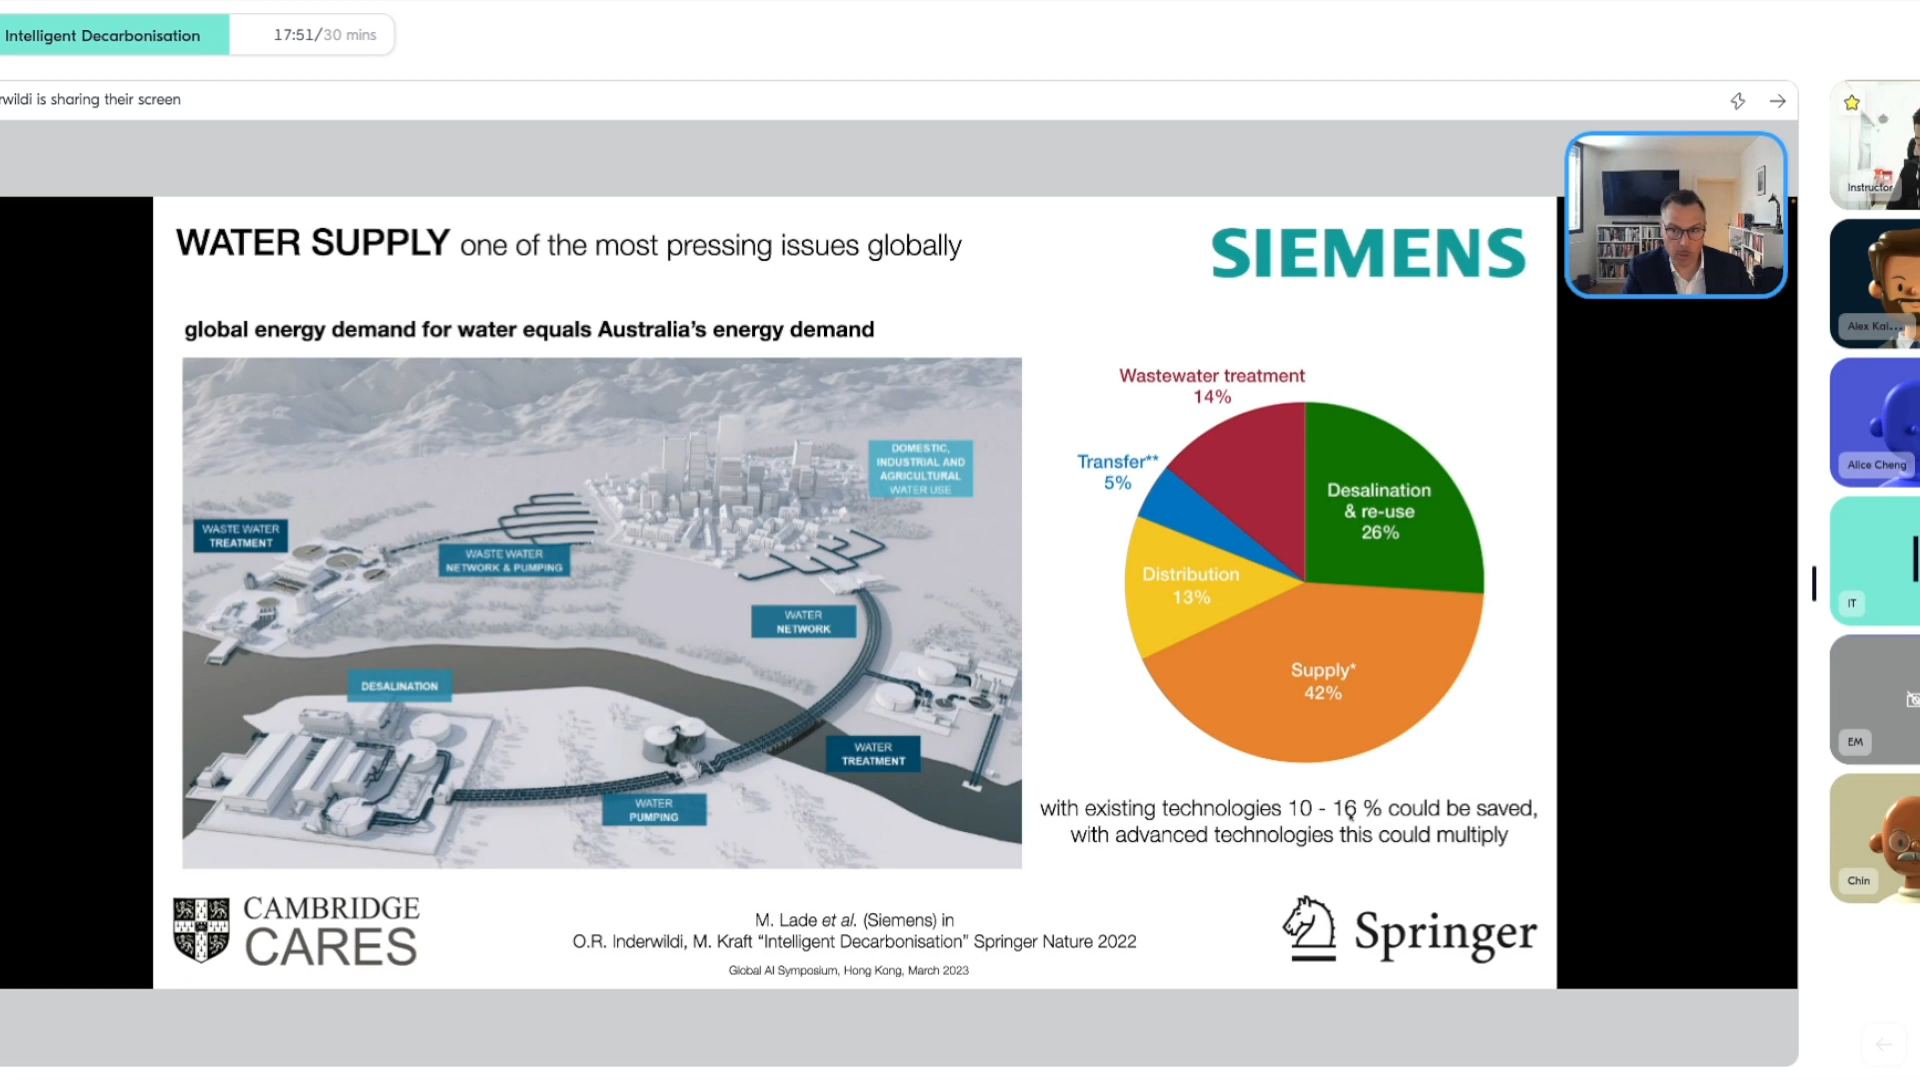 Intelligent Decarbonisation
17:51/30 mins
rwildi is sharing their screen
WATER SUPPLY one of the most pressing issues globally
SIEMENS
global energy demand for water equals Australia's energy demand
DOMESTIC,
INDUSTRIAL AND
AGRICULTURAL
WATER USE
WASTE WATER
TREATMENT
WASTE WATER
NETWORK & PUMPING
WATER
NETWORK
DESALINATION
WATER
TREATMENT
WATER
PUMPING
Wastewater treatment
14%
Transfer**
5%
Desalination
& re-use
26%
Distribution
13%
Supply*
42%
with existing technologies 10 - 16 % could be saved,
with advanced technologies this could multiply
CAMBRIDGE
CARES
M. Lade et al. (Siemens) in
O.R. Inderwildi, M. Kraft “Intelligent Decarbonisation” Springer Nature 2022
Global AI Symposium, Hong Kong, March 2023
Springer
Instructor
Alex Kal...
Alice Cheng
IT
EM
Chin